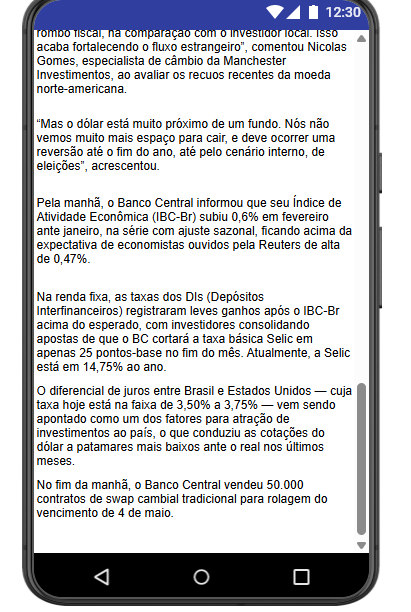 12:30
rombo fiscal, na comparação com o investidor local. Isso
acaba fortalecendo o fluxo estrangeiro”, comentou Nicolas
Gomes, especialista de câmbio da Manchester
Investimentos, ao avaliar os recuos recentes da moeda
norte-americana.
“Mas o dólar está muito próximo de um fundo. Nós não
vemos muito mais espaço para cair, e deve ocorrer uma
reversão até o fim do ano, até pelo cenário interno, de
eleições”, acrescentou.
Pela manhã, o Banco Central informou que seu Índice de
Atividade Econômica (IBC-Br) subiu 0,6% em fevereiro
ante janeiro, na série com ajuste sazonal, ficando acima da
expectativa de economistas ouvidos pela Reuters de alta
de 0,47%.
Na renda fixa, as taxas dos DIs (Depósitos
Interfinanceiros) registraram leves ganhos após o IBC-Br
acima do esperado, com investidores consolidando
apostas de que o BC cortará a taxa básica Selic em
apenas 25 pontos-base no fim do mês. Atualmente, a Selic
está em 14,75% ao ano.
O diferencial de juros entre Brasil e Estados Unidos — cuja
taxa hoje está na faixa de 3,50% a 3,75% — vem sendo
apontado como um dos fatores para atração de
investimentos ao país, o que conduziu as cotações do
dólar a patamares mais baixos ante o real nos últimos
meses.
No fim da manhã, o Banco Central vendeu 50.000
contratos de swap cambial tradicional para rolagem do
vencimento de 4 de maio.